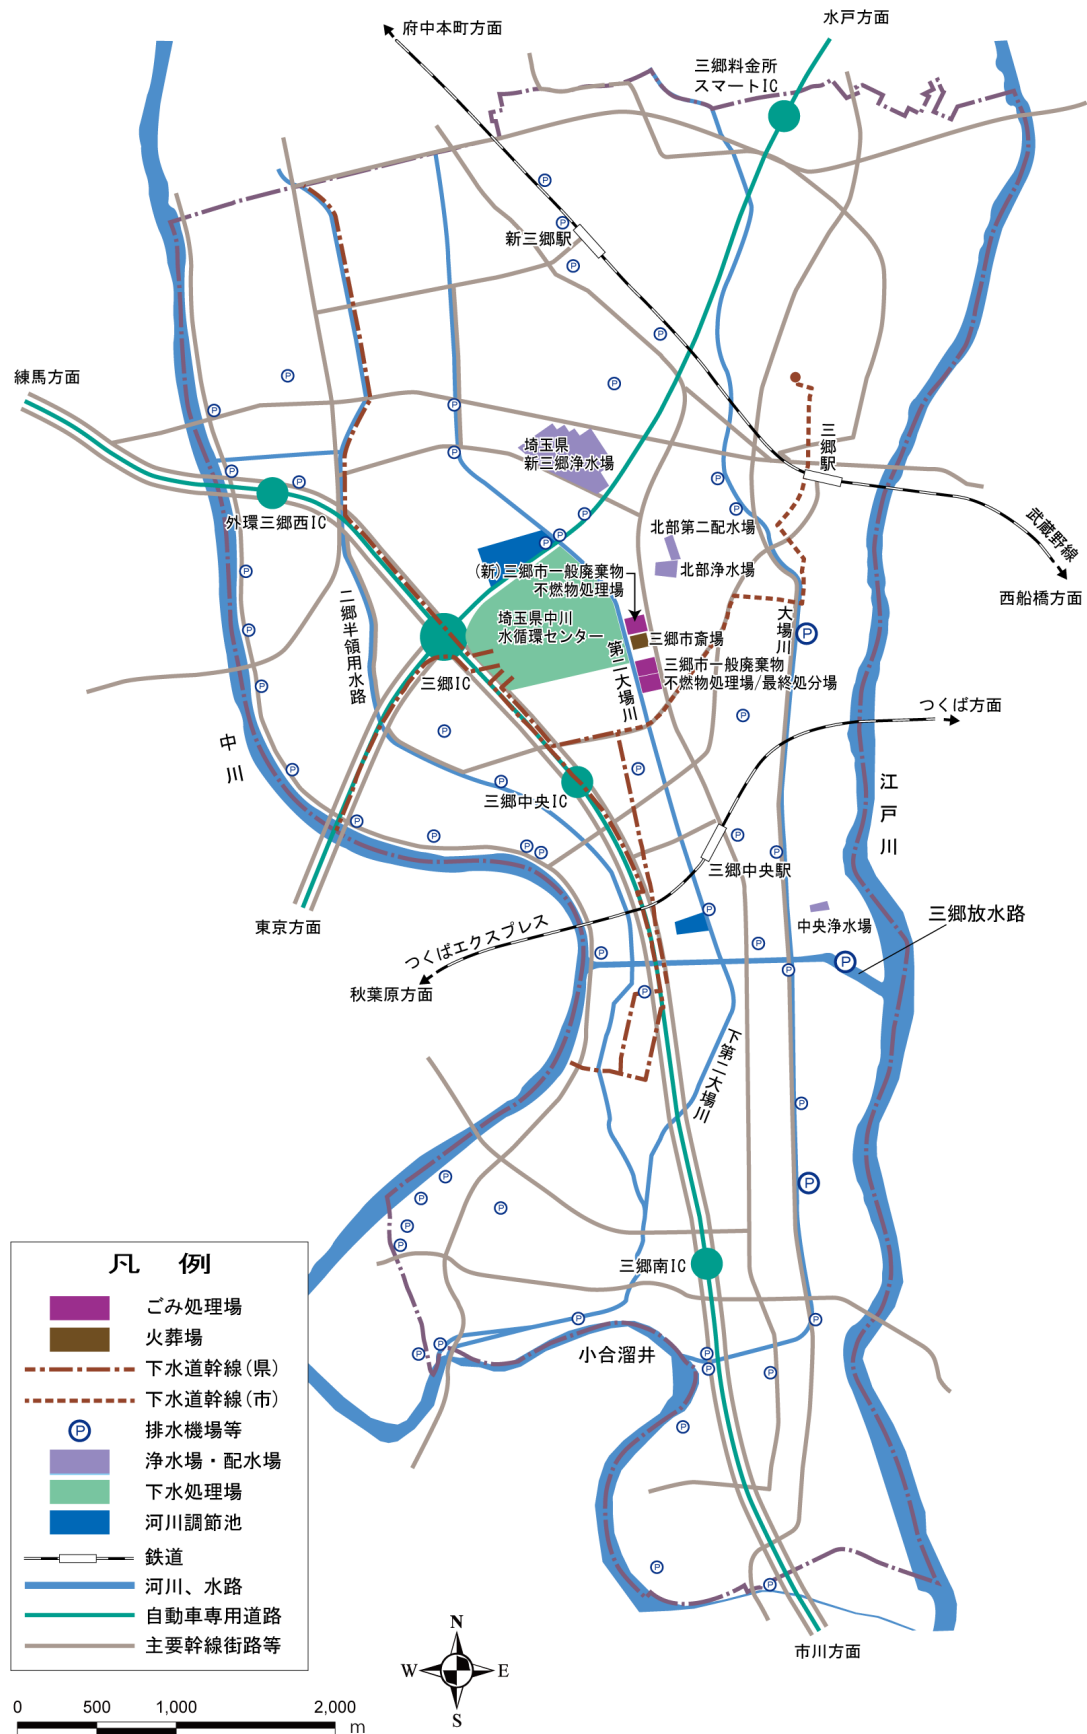 府中本町方面
水戸方面
三郷料金所
スマートIC
新三郷駅
練馬方面
埼玉県
新三郷浄水場
三郷駅
外環三郷西IC
北部第二配水場
武蔵野線
北部浄水場
(新)三郷市一般廃棄物
不燃物処理場
西船橋方面
二郷半領用水路
埼玉県中川
水循環センター
大場川
三郷市斎場
第二大場川
三郷市一般廃棄物
不燃物処理場/最終処分場
三郷IC
つくば方面
中川
江戸川
三郷中央IC
三郷中央駅
東京方面
つくばエクスプレス
中央浄水場
三郷放水路
秋葉原方面
下第二大場川
三郷南IC
小合溜井
凡 例
ごみ処理場
火葬場
下水道幹線(県)
下水道幹線(市)
P
排水機場等
浄水場・配水場
下水処理場
河川調節池
鉄道
河川、水路
自動車専用道路
主要幹線街路等
市川方面
N
W
E
S
0 500 1,000 2,000
m